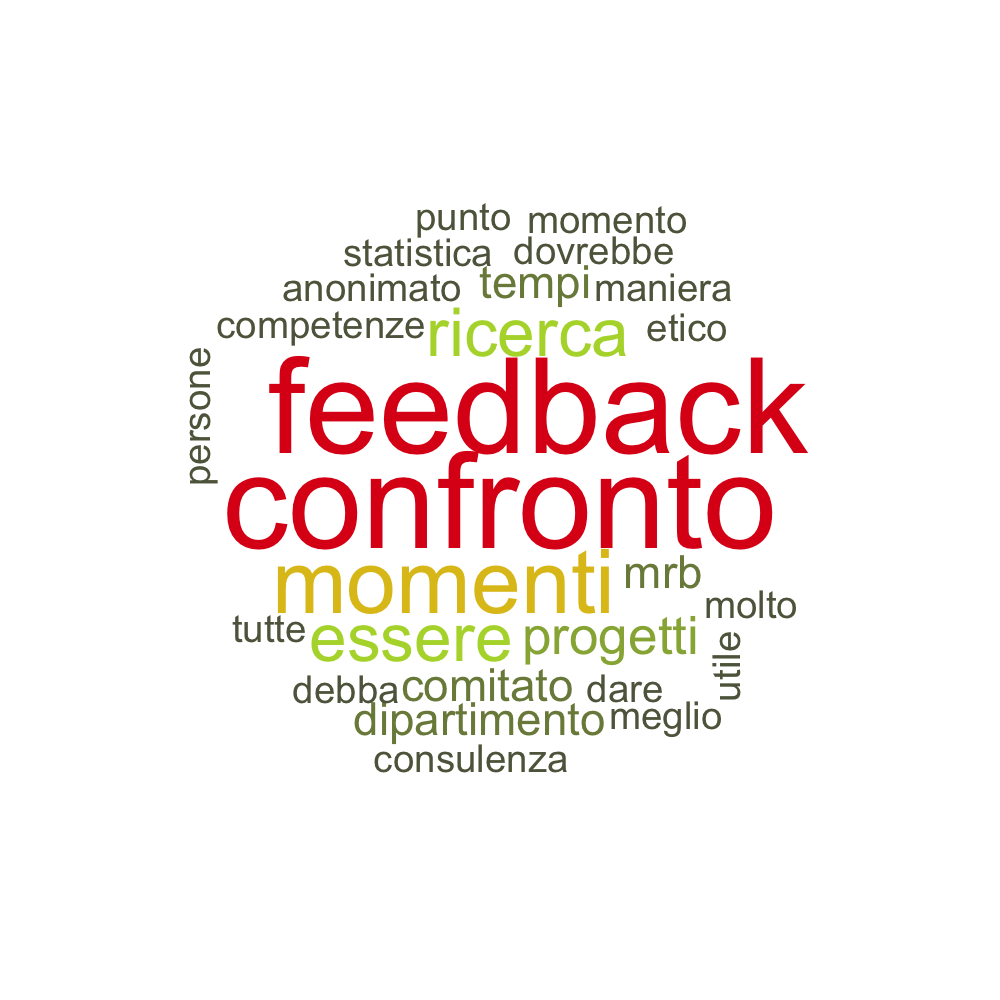 punto momento
statistica dovrebbe
anonimato tempi maniera
competenze ricerca etico
persone
feedback
confronto
momenti mrb
molto
tutte essere progetti
utile
debba comitato dare
dipartimento meglio
consulenza